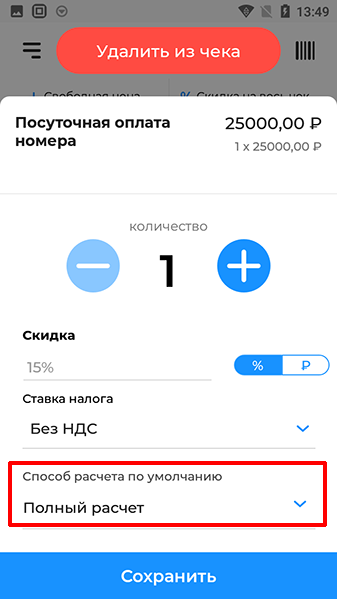 13:49
Удалить из чека
Свободная цена
% Скидка на весь чек
Посуточная оплата
номера
25000,00 ₽
1 x 25000,00 ₽
количество
1
Скидка
15%
%
₽
Ставка налога
Без НДС
Способ расчета по умолчанию
Полный расчет
Сохранить